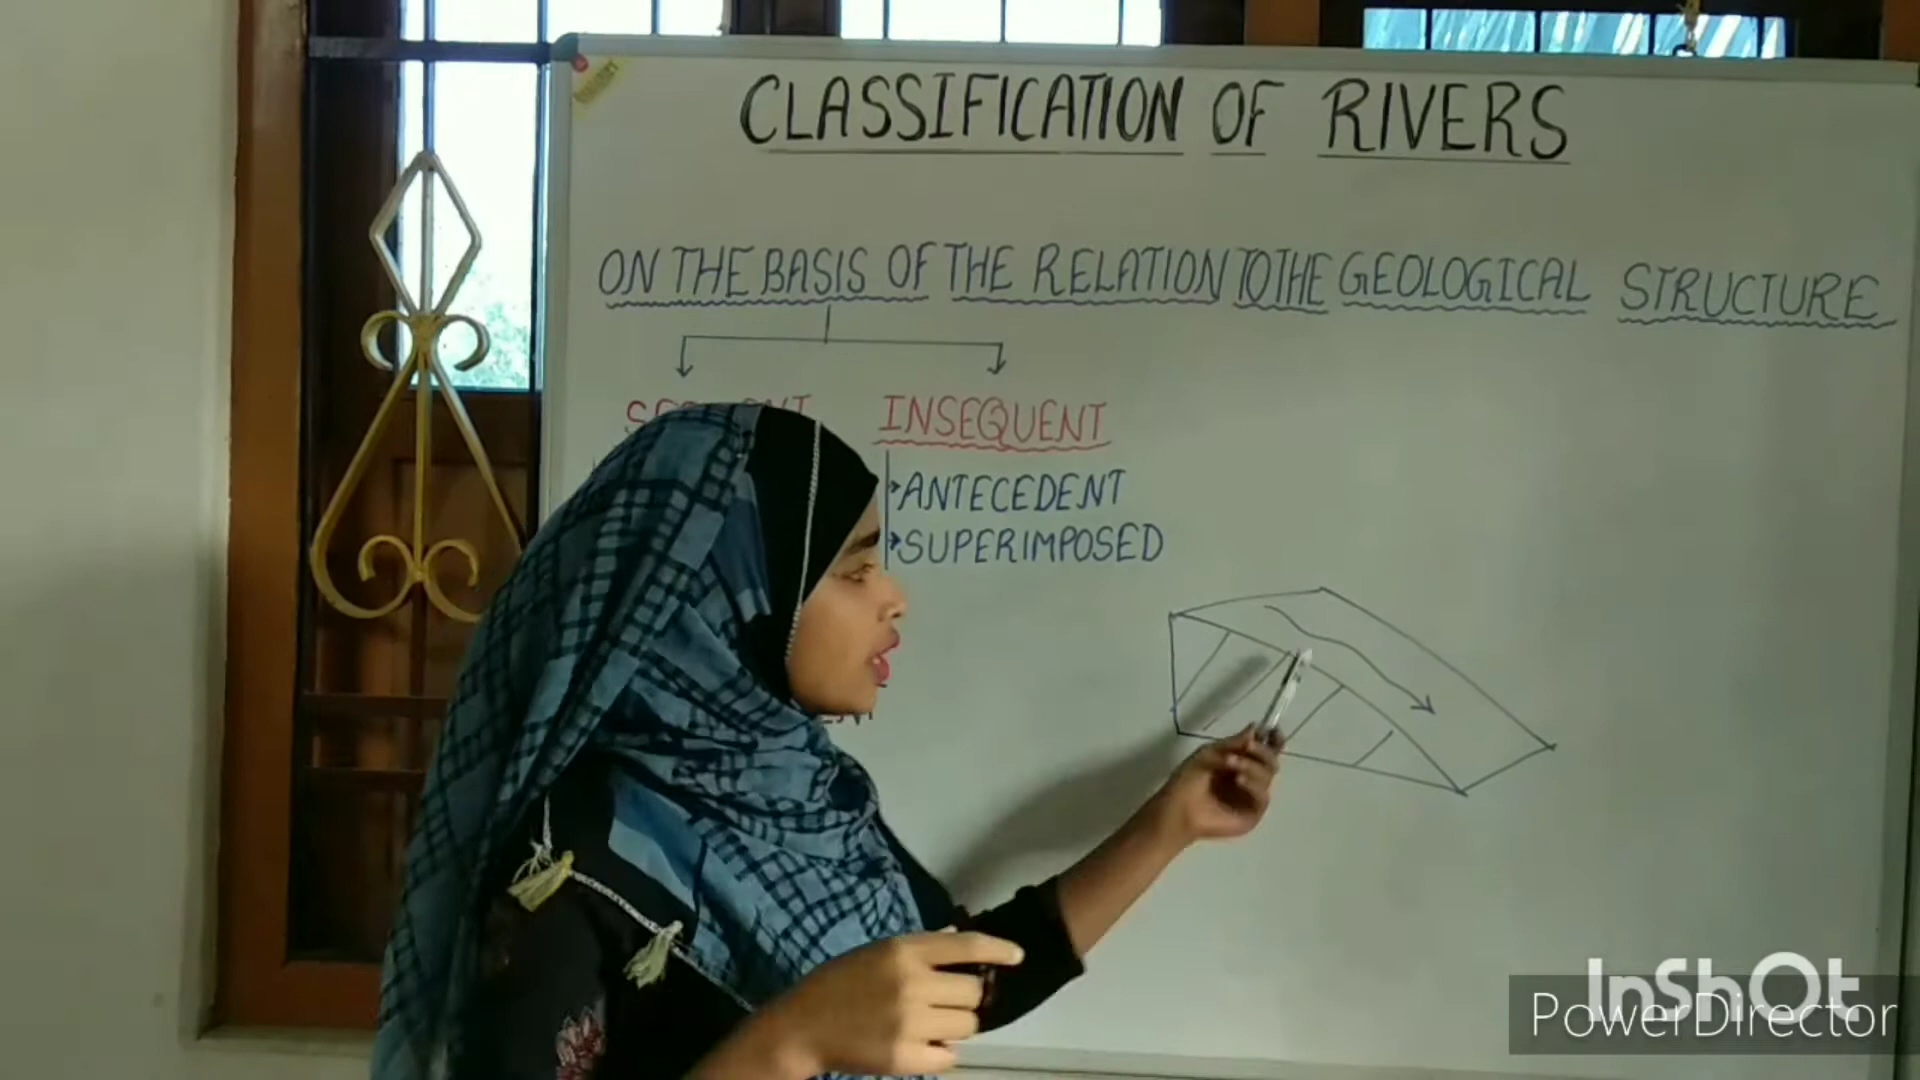 CLASSIFICATION OF RIVERS
ON THE BASIS OF THE RELATION TO THE GEOLOGICAL STRUCTURE
INSEQUENT
ANTECEDENT
SUPERIMPOSED
InShOt
PowerDirector